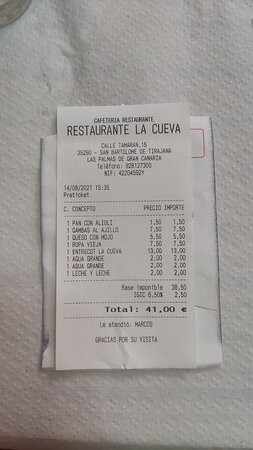 CAFETERIA RESTAURANTE
RESTAURANTE LA CUEVA
CALLE TAMARAN,15
35290 - SAN BARTOLOME DE TIRAJANA
LAS PALMAS DE GRAN CANARIA
Teléfono: 928127300
NIF: 42204592Y
14/08/2021 15:35
Preticket
C. CONCEPTO PRECIO IMPORTE
1 PAN CON ALIOLI 1,50 1,50
1 GAMBAS AL AJILLO 7,50 7,50
1 QUESO CON MOJO 5,50 5,50
1 ROPA VIEJA 7,50 7,50
1 ENTRECOT LA CUEVA 13,00 13,00
1 AGUA GRANDE 2,00 2,00
1 AGUA GRANDE 2,00 2,00
1 LECHE Y LECHE 2,00 2,00
Base imponible 38,50
IGIC 6,50% 2,50
Total: 41,00 €
Le atendió: MARCOS
GRACIAS POR SU VISITA